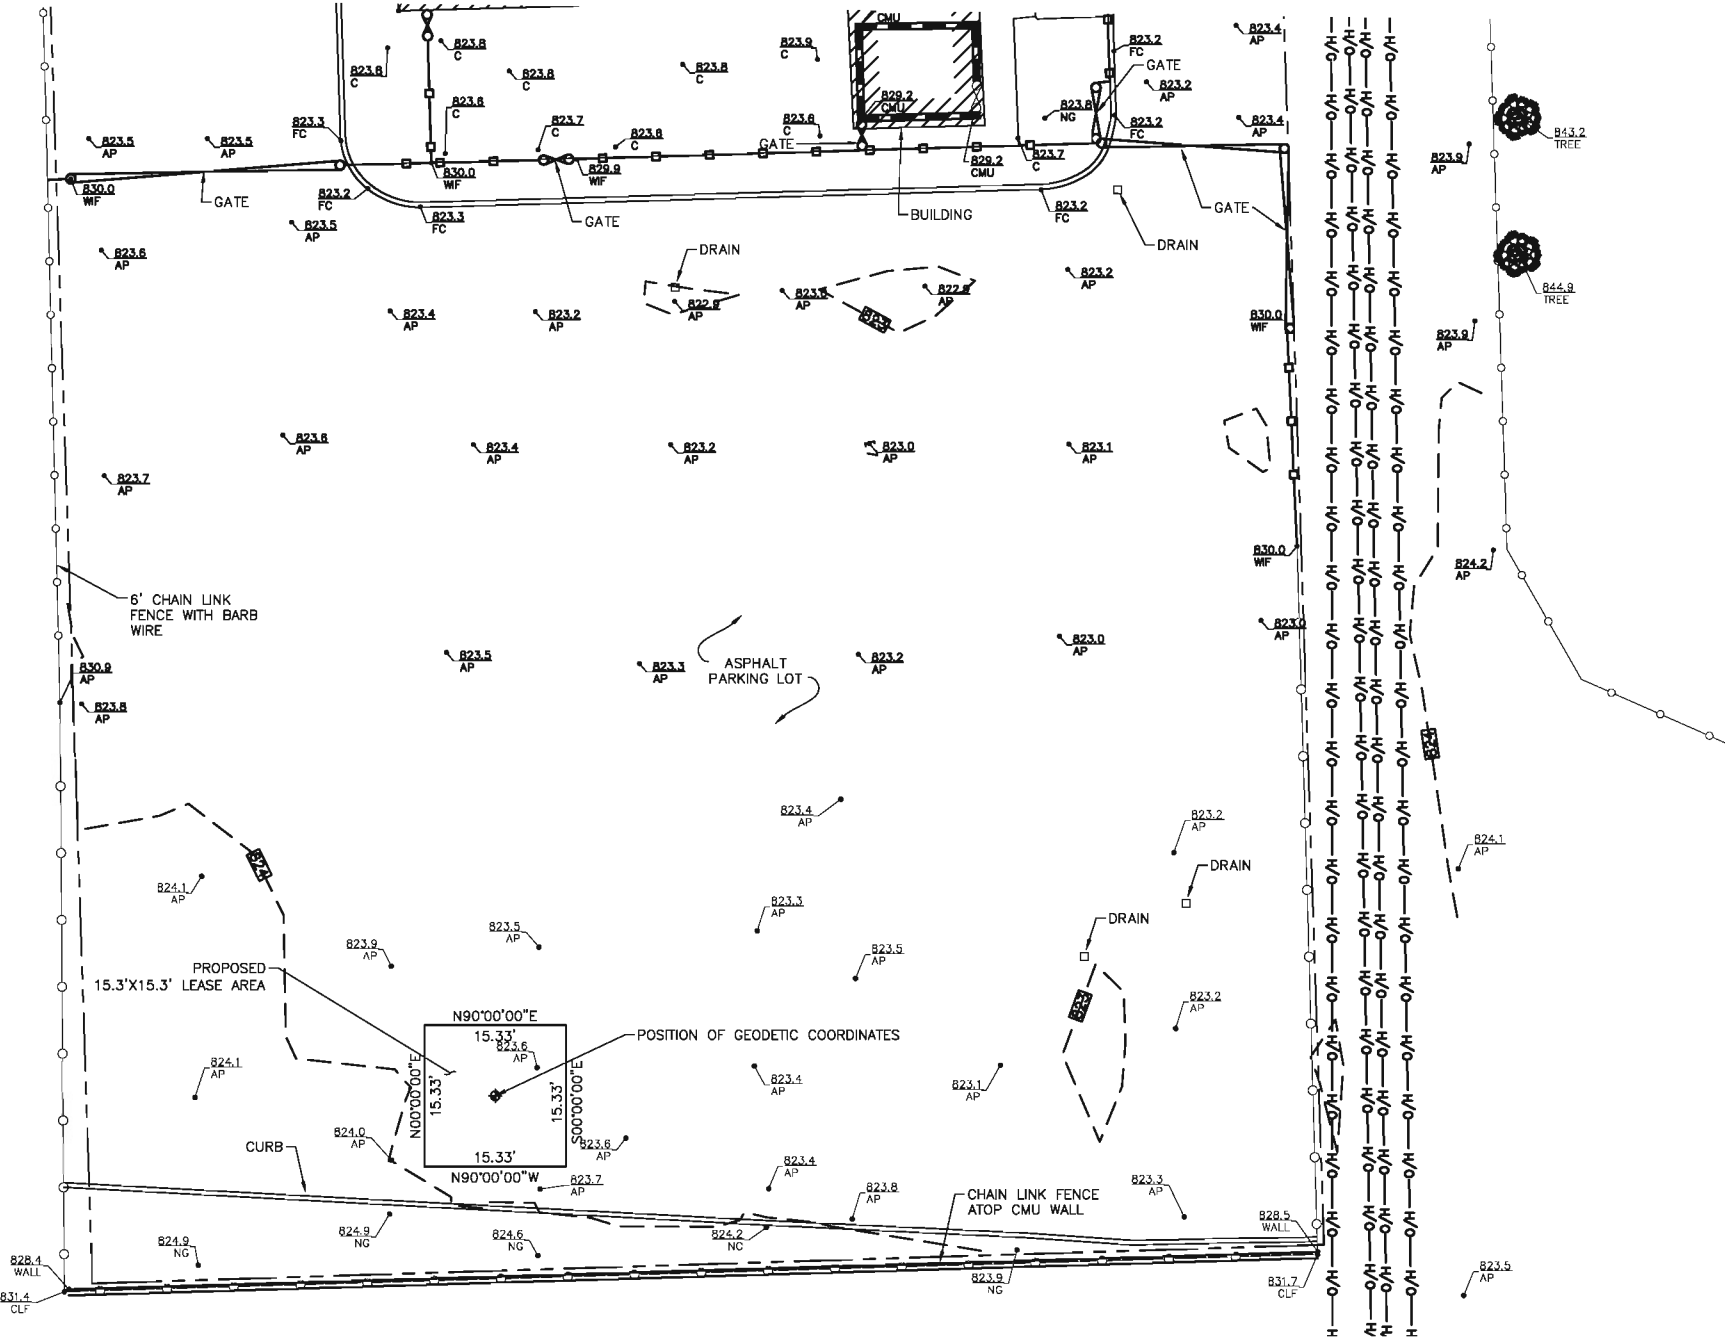 CMU
823.4
AP
823.8
C
823.9
C
823.2
FC
GATE
823.8
C
823.8
C
823.8
C
823.2
AP
829.2
CMU
823.8
NG
823.6
C
823.3
FC
823.7
C
823.6
C
823.6
C
GATE
823.2
FC
823.4
AP
843.2
TREE
823.5
AP
823.5
AP
823.7
C
829.2
CMU
823.9
AP
830.0
WIF
830.0
WIF
829.9
WIF
GATE
823.2
FC
823.3
FC
GATE
BUILDING
823.2
FC
GATE
823.5
AP
DRAIN
DRAIN
823.6
AP
823.2
AP
844.9
TREE
822.9
AP
823.6
AP
822.9
AP
823
823.4
AP
823.2
AP
830.0
WIF
823.9
AP
823.6
AP
823.4
AP
823.2
AP
823.0
AP
823.1
AP
823.7
AP
830.0
WIF
824.2
AP
6' CHAIN LINK
FENCE WITH BARB
WIRE
823.0
AP
823.0
AP
830.9
AP
823.5
AP
823.3
AP
823.2
AP
ASPHALT
PARKING LOT
823.8
AP
824
823.4
AP
823.2
AP
824.1
AP
824
DRAIN
824.1
AP
823.3
AP
DRAIN
823.5
AP
823.9
AP
823.5
AP
PROPOSED
15.3'X15.3' LEASE AREA
823
823.2
AP
N90°00'00"E
15.33'
POSITION OF GEODETIC COORDINATES
823.6
AP
824.1
AP
N00°00'00"E
15.33'
15.33'
S00°00'00"E
823.4
AP
823.1
AP
824.0
AP
CURB
823.6
AP
15.33'
N90°00'00"W
823.7
AP
823.4
AP
823.8
AP
CHAIN LINK FENCE
ATOP CMU WALL
823.3
AP
828.5
WALL
824.9
NG
824.9
NG
824.6
NG
824.2
NG
828.4
WALL
823.9
NG
831.7
CLF
823.5
AP
831.4
CLF